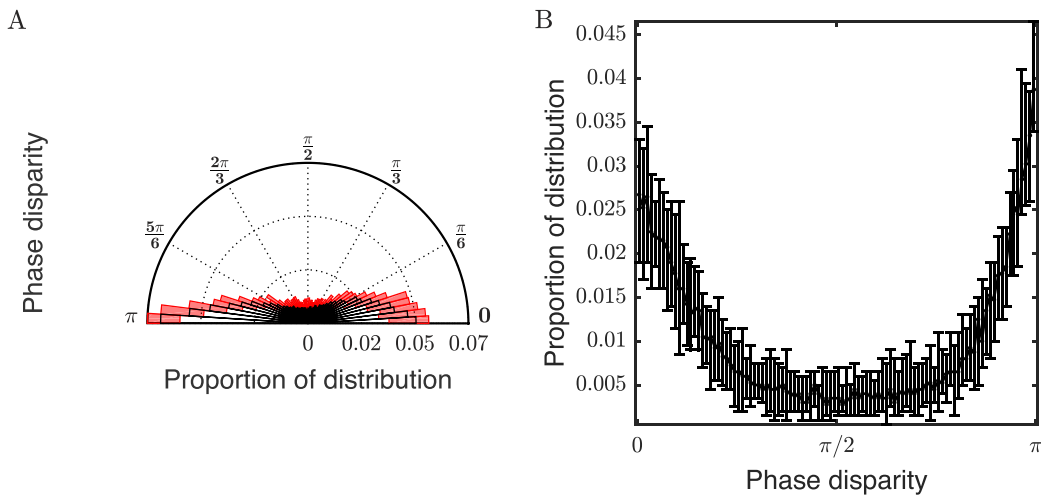 A
Phase disparity
π/2
2π/3
π/3
5π/6
π/6
π
0
0 0.02 0.05 0.07
Proportion of distribution
B
Proportion of distribution
0.045
0.04
0.035
0.03
0.025
0.02
0.015
0.01
0.005
0 π/2 π
Phase disparity